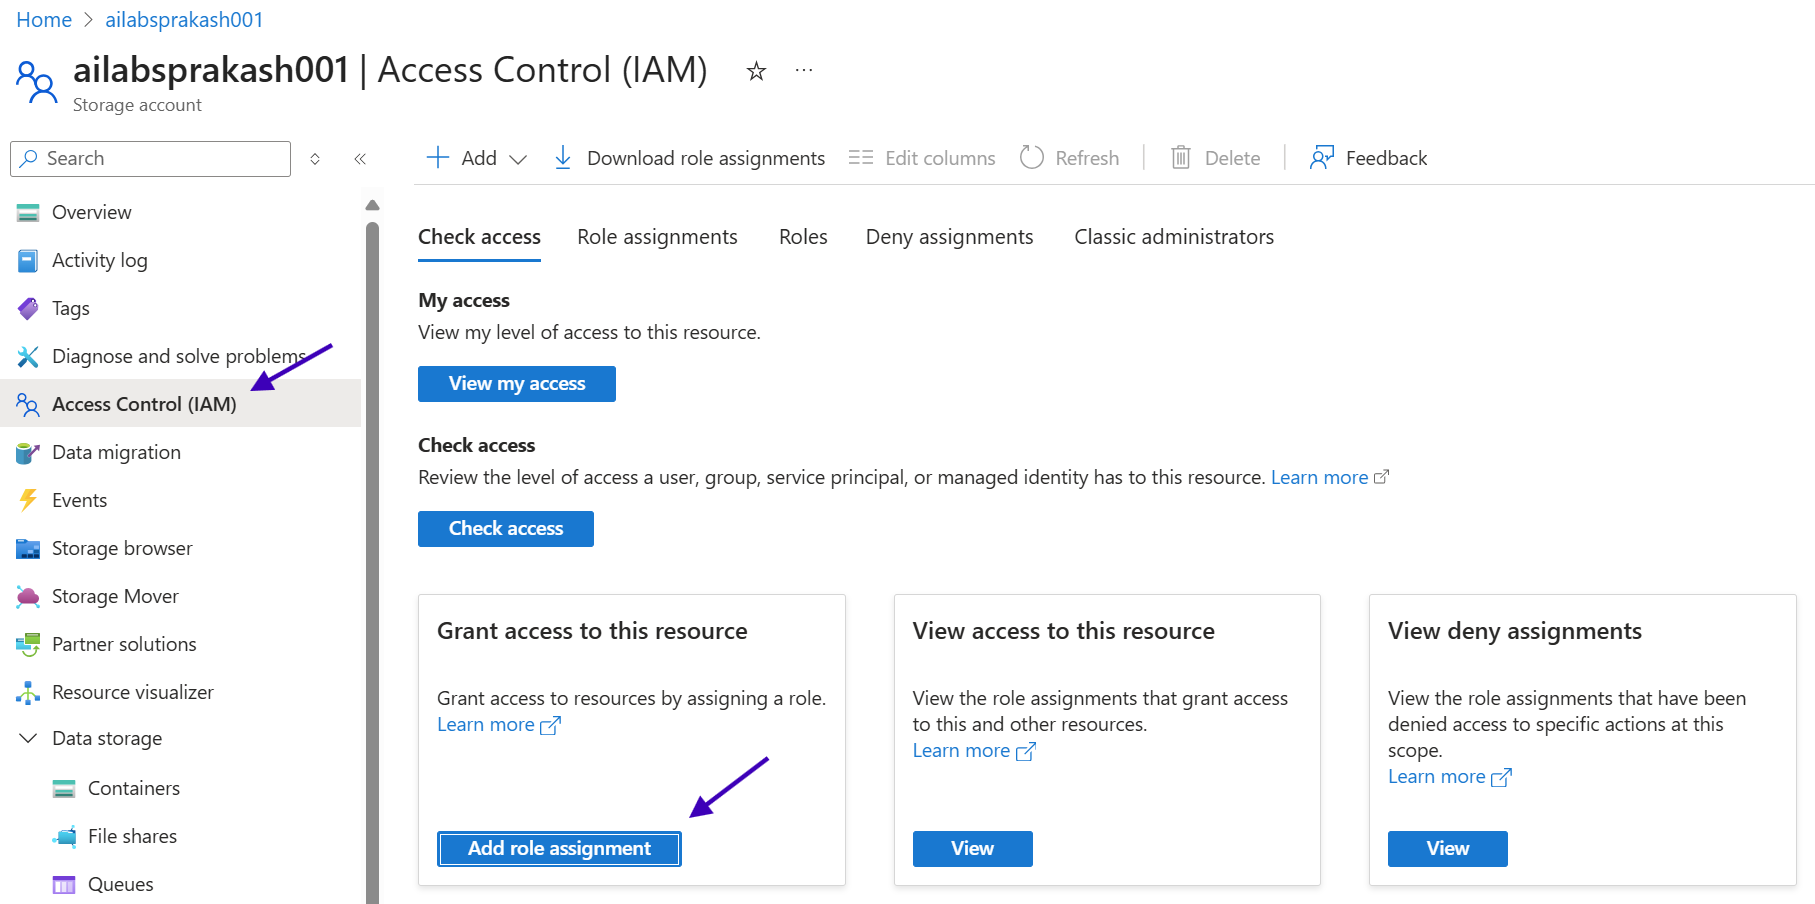 Home > ailabsprakash001
ailabsprakash001 | Access Control (IAM)
Storage account
Search
Add
Download role assignments
Edit columns
Refresh
Delete
Feedback
Overview
Activity log
Tags
Diagnose and solve problems
Access Control (IAM)
Data migration
Events
Storage browser
Storage Mover
Partner solutions
Resource visualizer
Data storage
Containers
File shares
Queues
Check access
Role assignments
Roles
Deny assignments
Classic administrators
My access
View my level of access to this resource.
View my access
Check access
Review the level of access a user, group, service principal, or managed identity has to this resource. Learn more
Check access
Grant access to this resource
Grant access to resources by assigning a role.
Learn more
Add role assignment
View access to this resource
View the role assignments that grant access
to this and other resources.
Learn more
View
View deny assignments
View the role assignments that have been
denied access to specific actions at this
scope.
Learn more
View